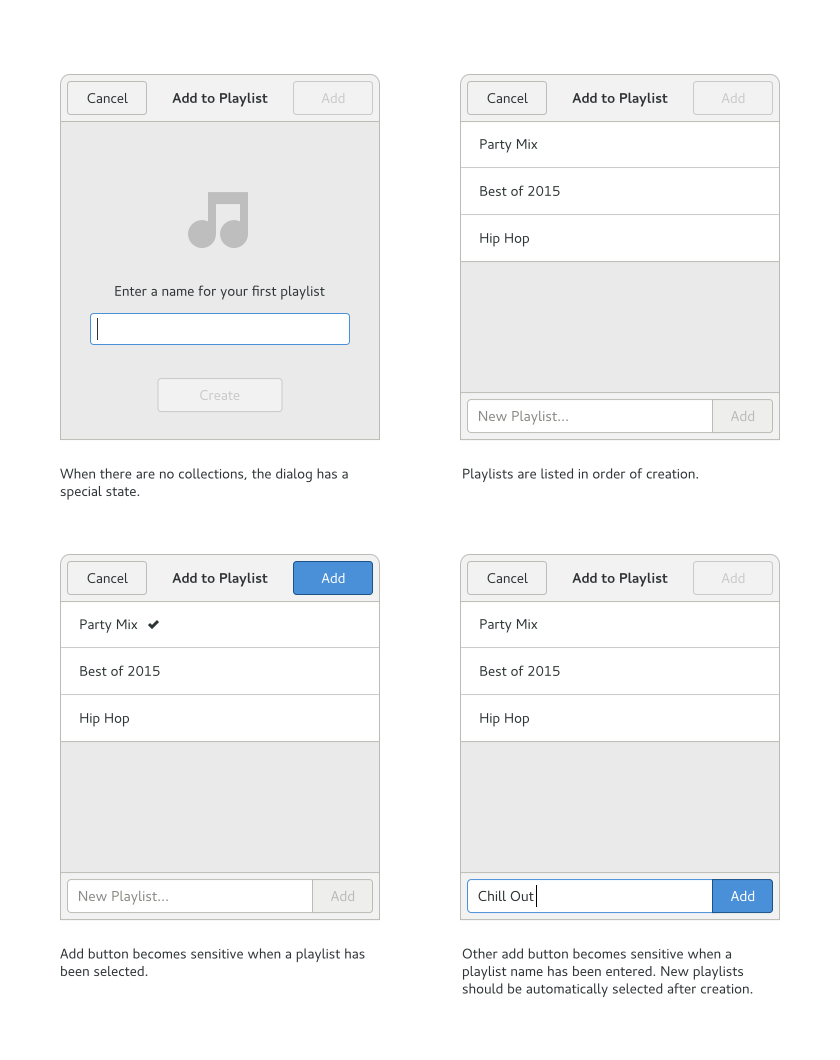 Cancel Add to Playlist Add
Enter a name for your first playlist
Create
When there are no collections, the dialog has a
special state.
Cancel Add to Playlist Add
Party Mix
Best of 2015
Hip Hop
New Playlist... Add
Playlists are listed in order of creation.
Cancel Add to Playlist Add
Party Mix ✔
Best of 2015
Hip Hop
New Playlist... Add
Add button becomes sensitive when a playlist has
been selected.
Cancel Add to Playlist Add
Party Mix
Best of 2015
Hip Hop
Chill Out Add
Other add button becomes sensitive when a
playlist name has been entered. New playlists
should be automatically selected after creation.